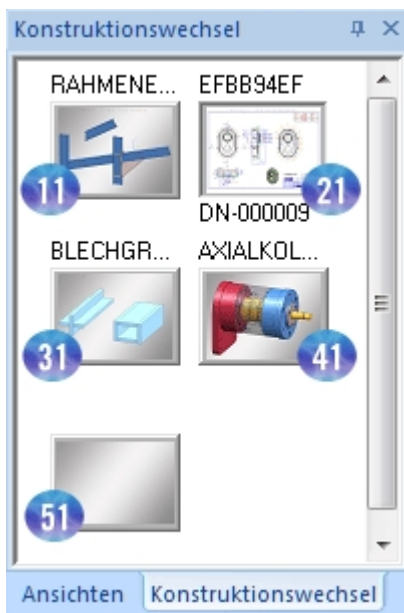 Konstruktionswechsel
RAHMENE... EFBB94EF
11 21
DN-000009
BLECHGR... AXIALKOL...
31 41
51
Ansichten Konstruktionswechsel